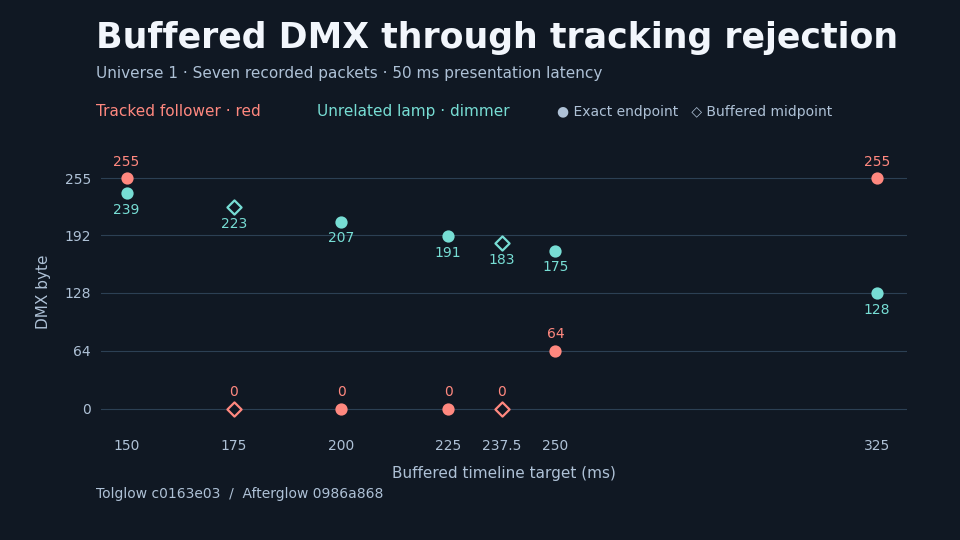 Buffered DMX through tracking rejection
Universe 1 · Seven recorded packets · 50 ms presentation latency
Tracked follower · red
Unrelated lamp · dimmer
● Exact endpoint ◇ Buffered midpoint
255 255
255
239
223
207
192
191 183 175
128
128
64
64
0 0 0 0
0
150 175 200 225 237.5 250 325
DMX byte
Buffered timeline target (ms)
Tolglow c0163e03 / Afterglow 0986a868